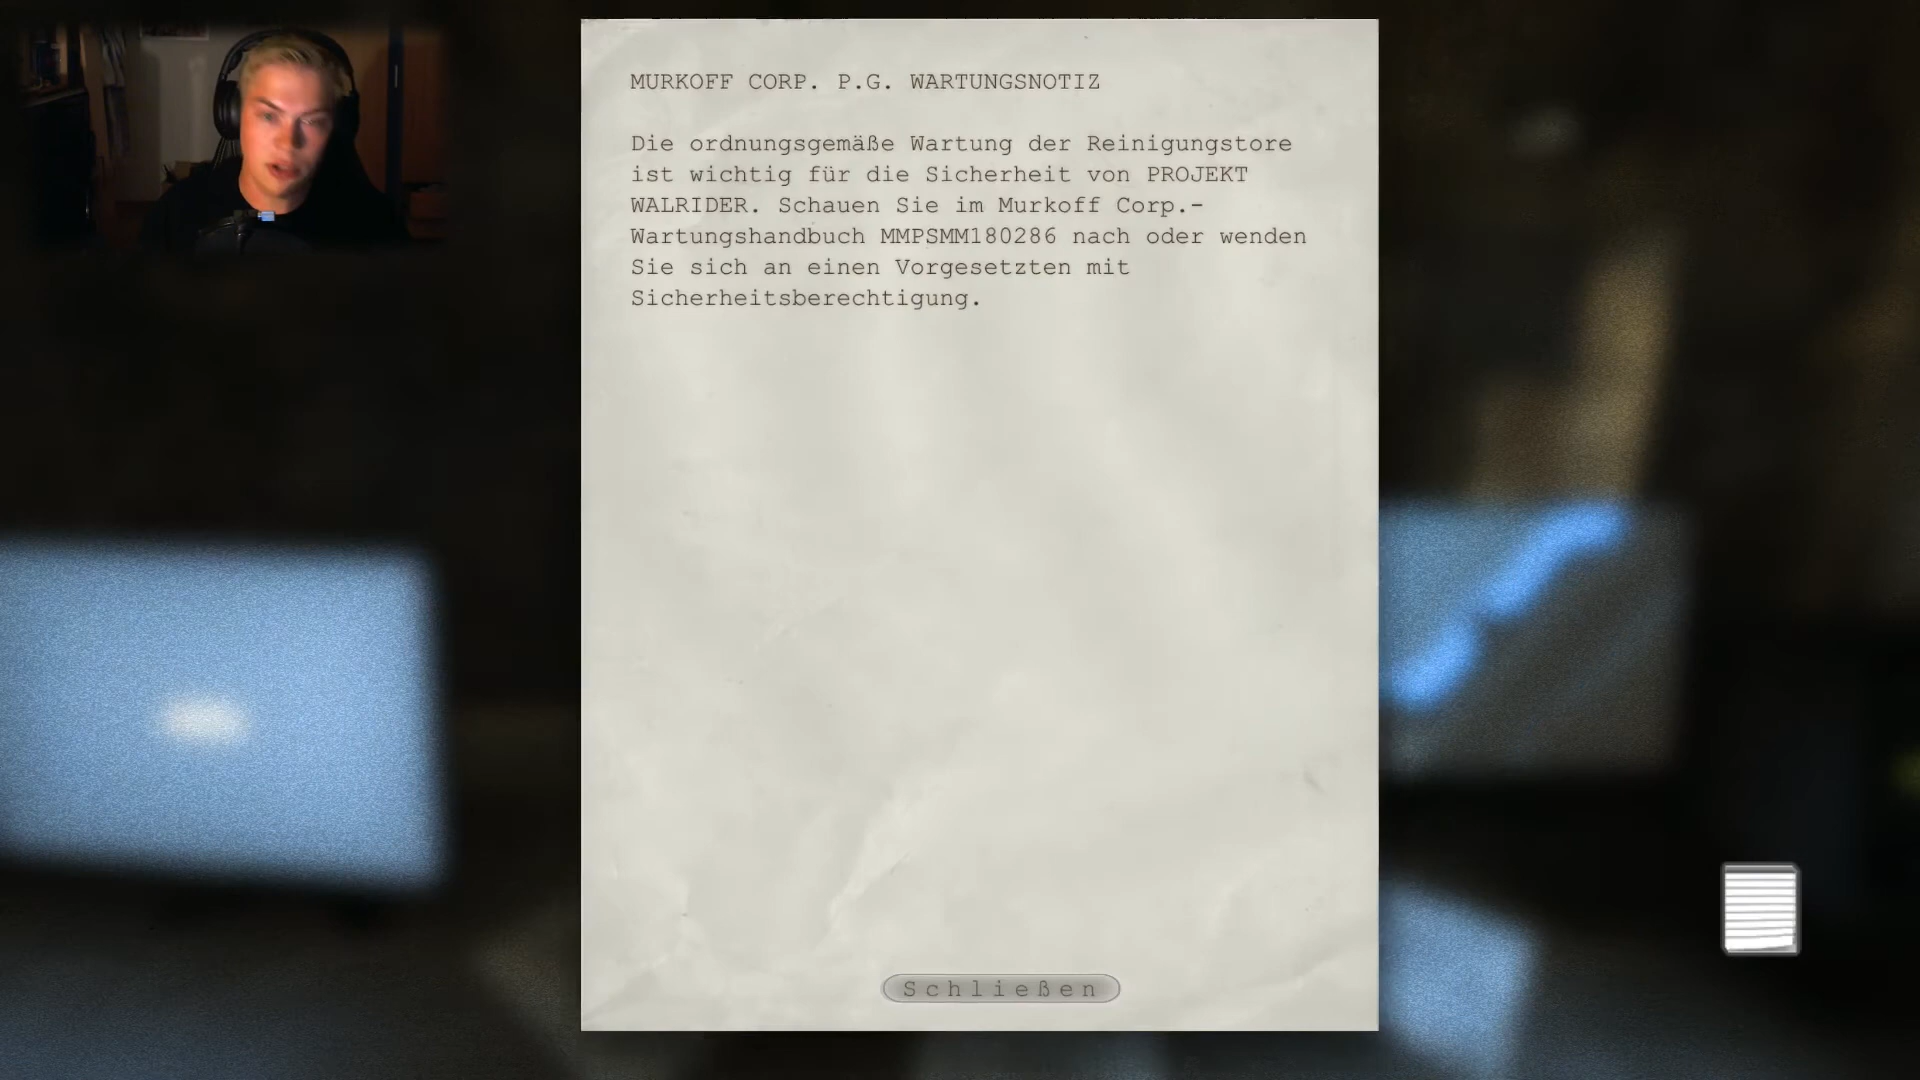 MURKOFF CORP. P.G. WARTUNGSNOTIZ
Die ordnungsgemäße Wartung der Reinigungstore
ist wichtig für die Sicherheit von PROJEKT
WALRIDER. Schauen Sie im Murkoff Corp.-
Wartungshandbuch MMPSMM180286 nach oder wenden
Sie sich an einen Vorgesetzten mit
Sicherheitsberechtigung.
Schließen